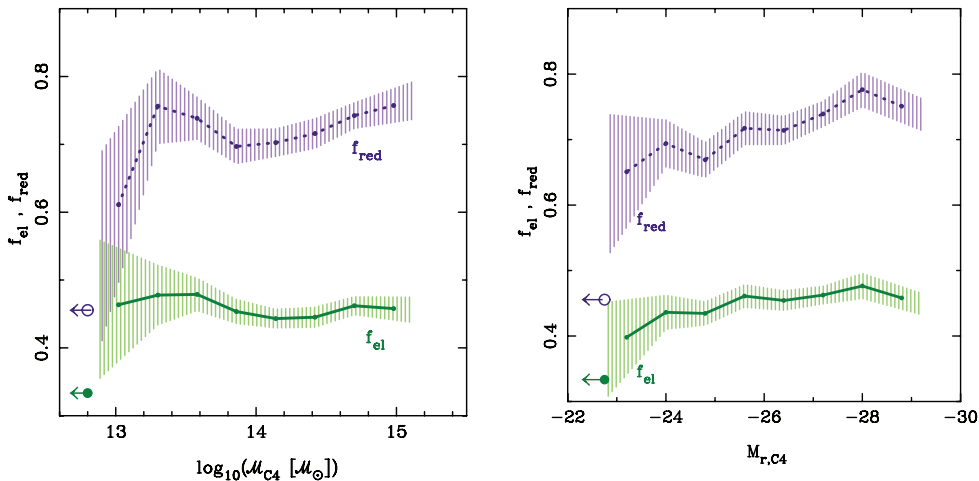 f_el , f_red
0.8
0.6
0.4
f_red
f_el
13
14
15
log_10(ℳ_C4 [ℳ_⊙])
f_el , f_red
0.8
0.6
0.4
f_red
f_el
-22
-24
-26
-28
-30
M_r,C4